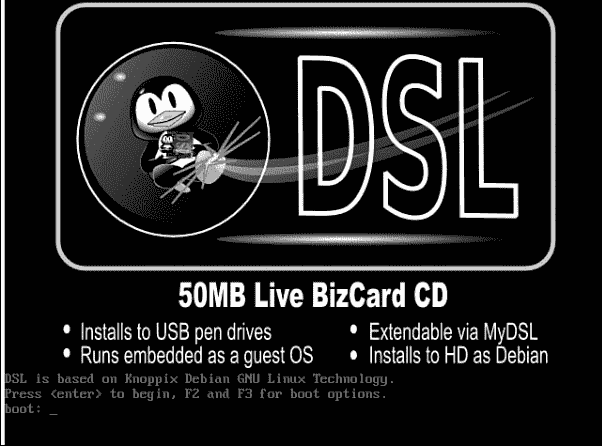 DSL
50MB Live BizCard CD
• Installs to USB pen drives
• Extendable via MyDSL
• Runs embedded as a guest OS
• Installs to HD as Debian
DSL is based on Knoppix Debian GNU Linux Technology.
Press <enter> to begin, F2 and F3 for boot options.
boot: _